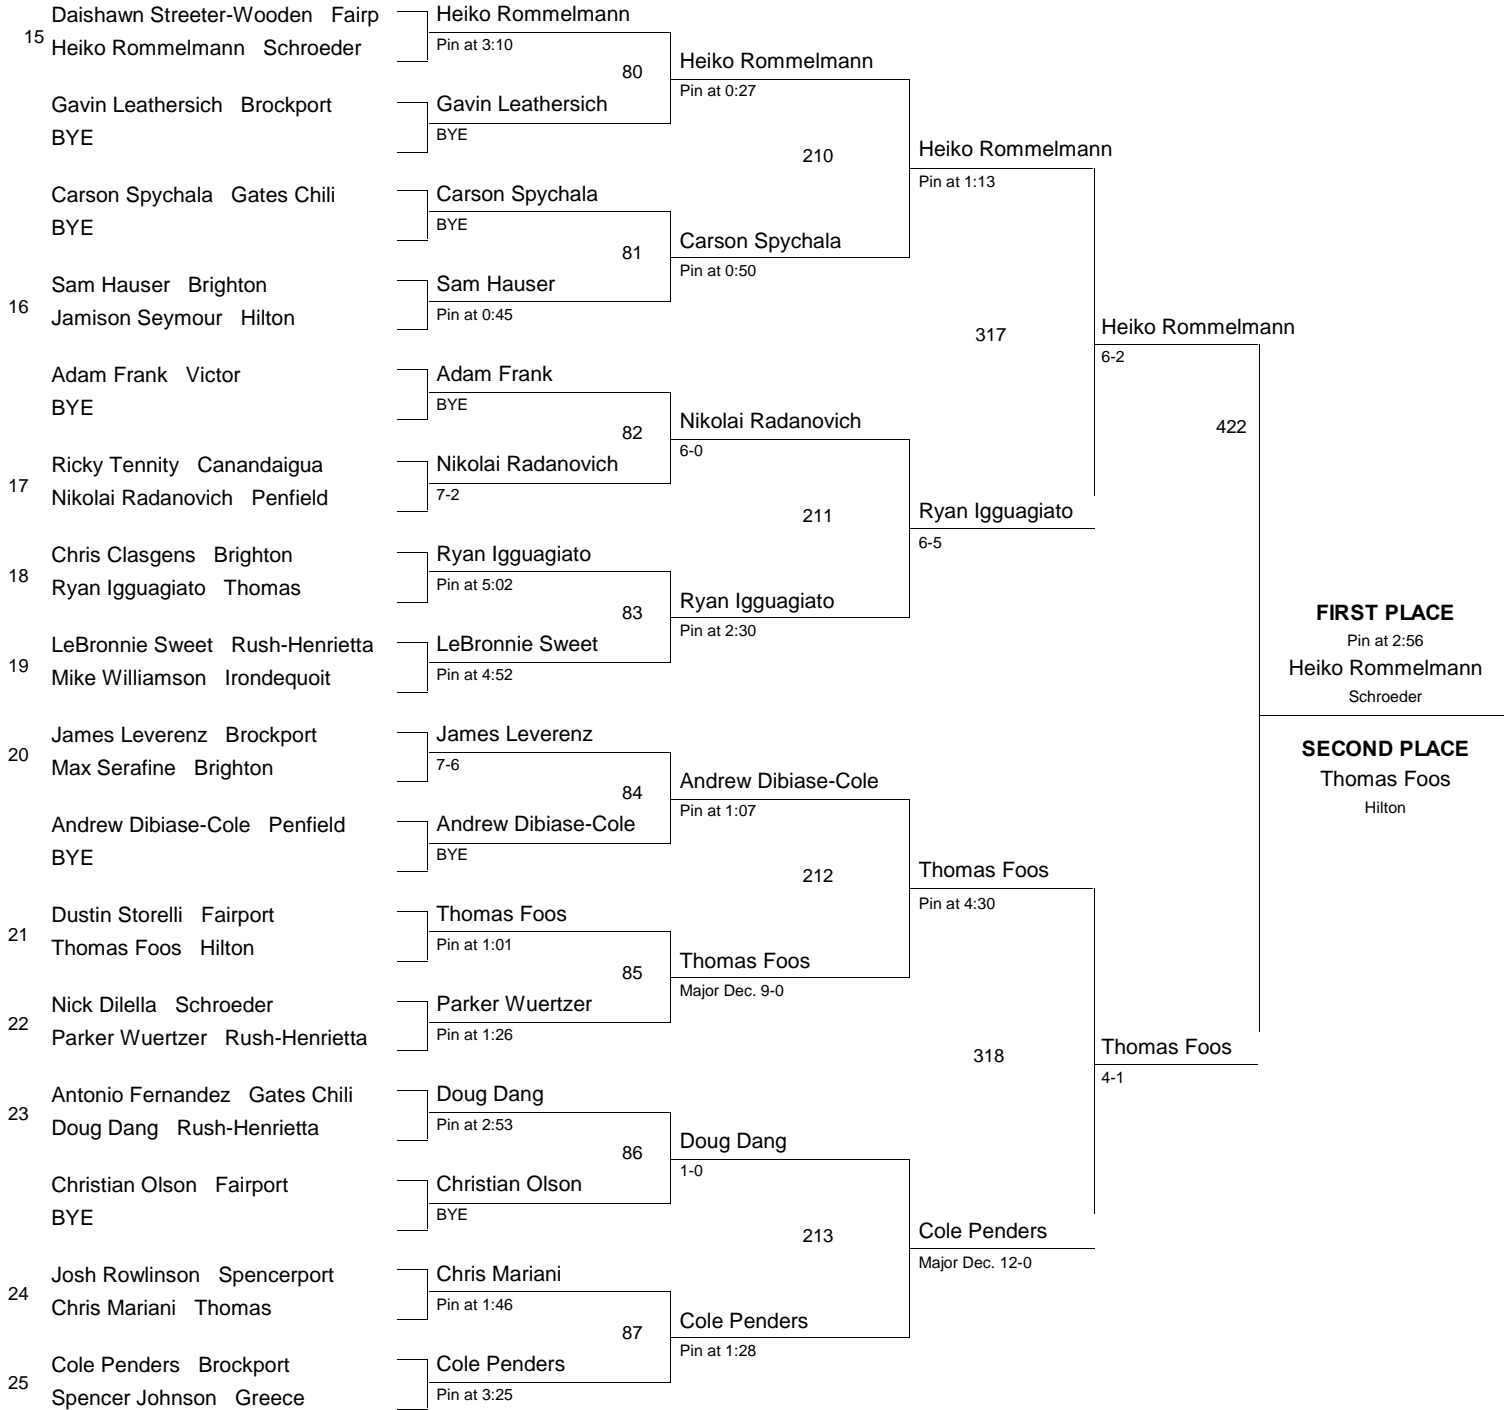 Daishawn Streeter-Wooden Fairp
15
Heiko Rommelmann Schroeder
Gavin Leathersich Brockport
BYE
Carson Spychala Gates Chili
BYE
Sam Hauser Brighton
16
Jamison Seymour Hilton
Adam Frank Victor
BYE
Ricky Tennity Canandaigua
17
Nikolai Radanovich Penfield
Chris Clasgens Brighton
18
Ryan Igguagiato Thomas
LeBronnie Sweet Rush-Henrietta
19
Mike Williamson Irondequoit
James Leverenz Brockport
20
Max Serafine Brighton
Andrew Dibiase-Cole Penfield
BYE
Dustin Storelli Fairport
21
Thomas Foos Hilton
Nick Dilella Schroeder
22
Parker Wuertzer Rush-Henrietta
Antonio Fernandez Gates Chili
23
Doug Dang Rush-Henrietta
Christian Olson Fairport
BYE
Josh Rowlinson Spencerport
24
Chris Mariani Thomas
Cole Penders Brockport
25
Spencer Johnson Greece
Heiko Rommelmann
Pin at 3:10
80
Gavin Leathersich
BYE
Carson Spychala
BYE
81
Sam Hauser
Pin at 0:45
Adam Frank
BYE
82
Nikolai Radanovich
7-2
Ryan Igguagiato
Pin at 5:02
83
LeBronnie Sweet
Pin at 4:52
James Leverenz
7-6
84
Andrew Dibiase-Cole
BYE
Thomas Foos
Pin at 1:01
85
Parker Wuertzer
Pin at 1:26
Doug Dang
Pin at 2:53
86
Christian Olson
BYE
Chris Mariani
Pin at 1:46
87
Cole Penders
Pin at 3:25
Heiko Rommelmann
Pin at 0:27
210
Carson Spychala
Pin at 0:50
Nikolai Radanovich
6-0
211
Ryan Igguagiato
Pin at 2:30
Andrew Dibiase-Cole
Pin at 1:07
212
Thomas Foos
Major Dec. 9-0
Doug Dang
1-0
213
Cole Penders
Pin at 1:28
Heiko Rommelmann
Pin at 1:13
317
Ryan Igguagiato
6-5
Thomas Foos
Pin at 4:30
318
Cole Penders
Major Dec. 12-0
Heiko Rommelmann
6-2
422
Thomas Foos
4-1
FIRST PLACE
Pin at 2:56
Heiko Rommelmann
Schroeder
SECOND PLACE
Thomas Foos
Hilton